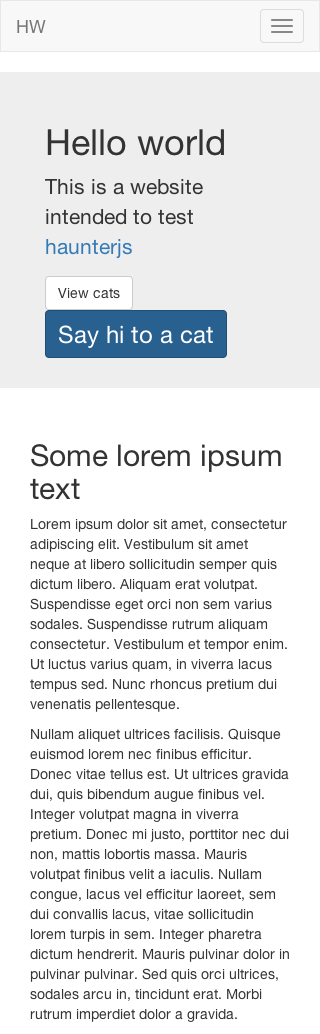 HW
Hello world
This is a website
intended to test
haunterjs
View cats
Say hi to a cat
Some lorem ipsum
text
Lorem ipsum dolor sit amet, consectetur
adipiscing elit. Vestibulum sit amet
neque at libero sollicitudin semper quis
dictum libero. Aliquam erat volutpat.
Suspendisse eget orci non sem varius
sodales. Suspendisse rutrum aliquam
consectetur. Vestibulum et tempor enim.
Ut luctus varius quam, in viverra lacus
tempus sed. Nunc rhoncus pretium dui
venenatis pellentesque.
Nullam aliquet ultrices facilisis. Quisque
euismod lorem nec finibus efficitur.
Donec vitae tellus est. Ut ultrices gravida
dui, quis bibendum augue finibus vel.
Integer volutpat magna in viverra
pretium. Donec mi justo, porttitor nec dui
non, mattis lobortis massa. Mauris
volutpat finibus velit a iaculis. Nullam
congue, lacus vel efficitur laoreet, sem
dui convallis lacus, vitae sollicitudin
lorem turpis in sem. Integer pharetra
dictum hendrerit. Mauris pulvinar dolor in
pulvinar pulvinar. Sed quis orci ultrices,
sodales arcu in, tincidunt erat. Morbi
rutrum imperdiet dolor a gravida.